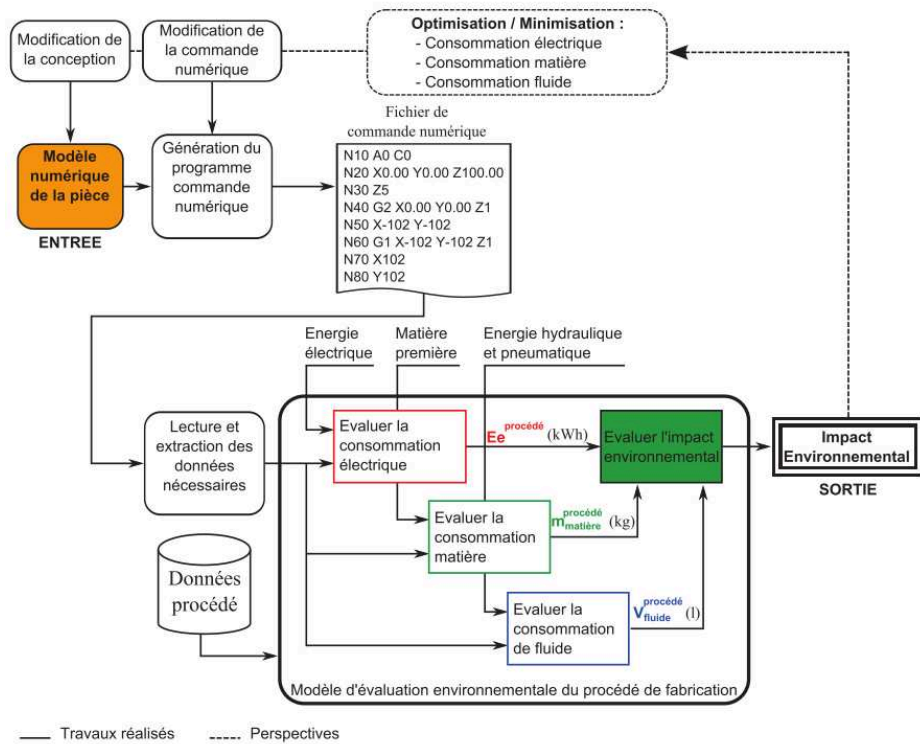 Modification de
la conception
Modification de
la commande
numérique
Optimisation / Minimisation :
- Consommation électrique
- Consommation matière
- Consommation fluide
Modèle
numérique
de la pièce
ENTREE
Génération du
programme
commande
numérique
Fichier de
commande numérique
N10 A0 C0
N20 X0.00 Y0.00 Z100.00
N30 Z5
N40 G2 X0.00 Y0.00 Z1
N50 X-102 Y-102
N60 G1 X-102 Y-102 Z1
N70 X102
N80 Y102
Energie
électrique
Matière
première
Energie hydraulique
et pneumatique
Lecture et
extraction des
données
nécessaires
Evaluer la
consommation
électrique
Ee procédé (kWh)
Evaluer l'impact
environnemental
Impact
Environnemental
SORTIE
Evaluer la
consommation
matière
m procédé matière (kg)
Données
procédé
Evaluer la
consommation
de fluide
V procédé fluide (l)
Modèle d'évaluation environnementale du procédé de fabrication
Travaux réalisés
Perspectives